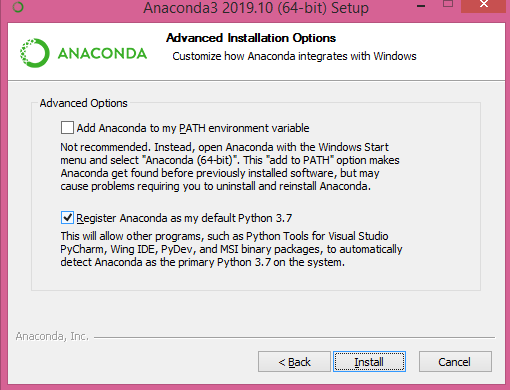 Anaconda3 2019.10 (64-bit) Setup
ANACONDA
Advanced Installation Options
Customize how Anaconda integrates with Windows
Advanced Options
Add Anaconda to my PATH environment variable
Not recommended. Instead, open Anaconda with the Windows Start
menu and select "Anaconda (64-bit)". This "add to PATH" option makes
Anaconda get found before previously installed software, but may
cause problems requiring you to uninstall and reinstall Anaconda.
Register Anaconda as my default Python 3.7
This will allow other programs, such as Python Tools for Visual Studio
PyCharm, Wing IDE, PyDev, and MSI binary packages, to automatically
detect Anaconda as the primary Python 3.7 on the system.
Anaconda, Inc.
< Back
Install
Cancel